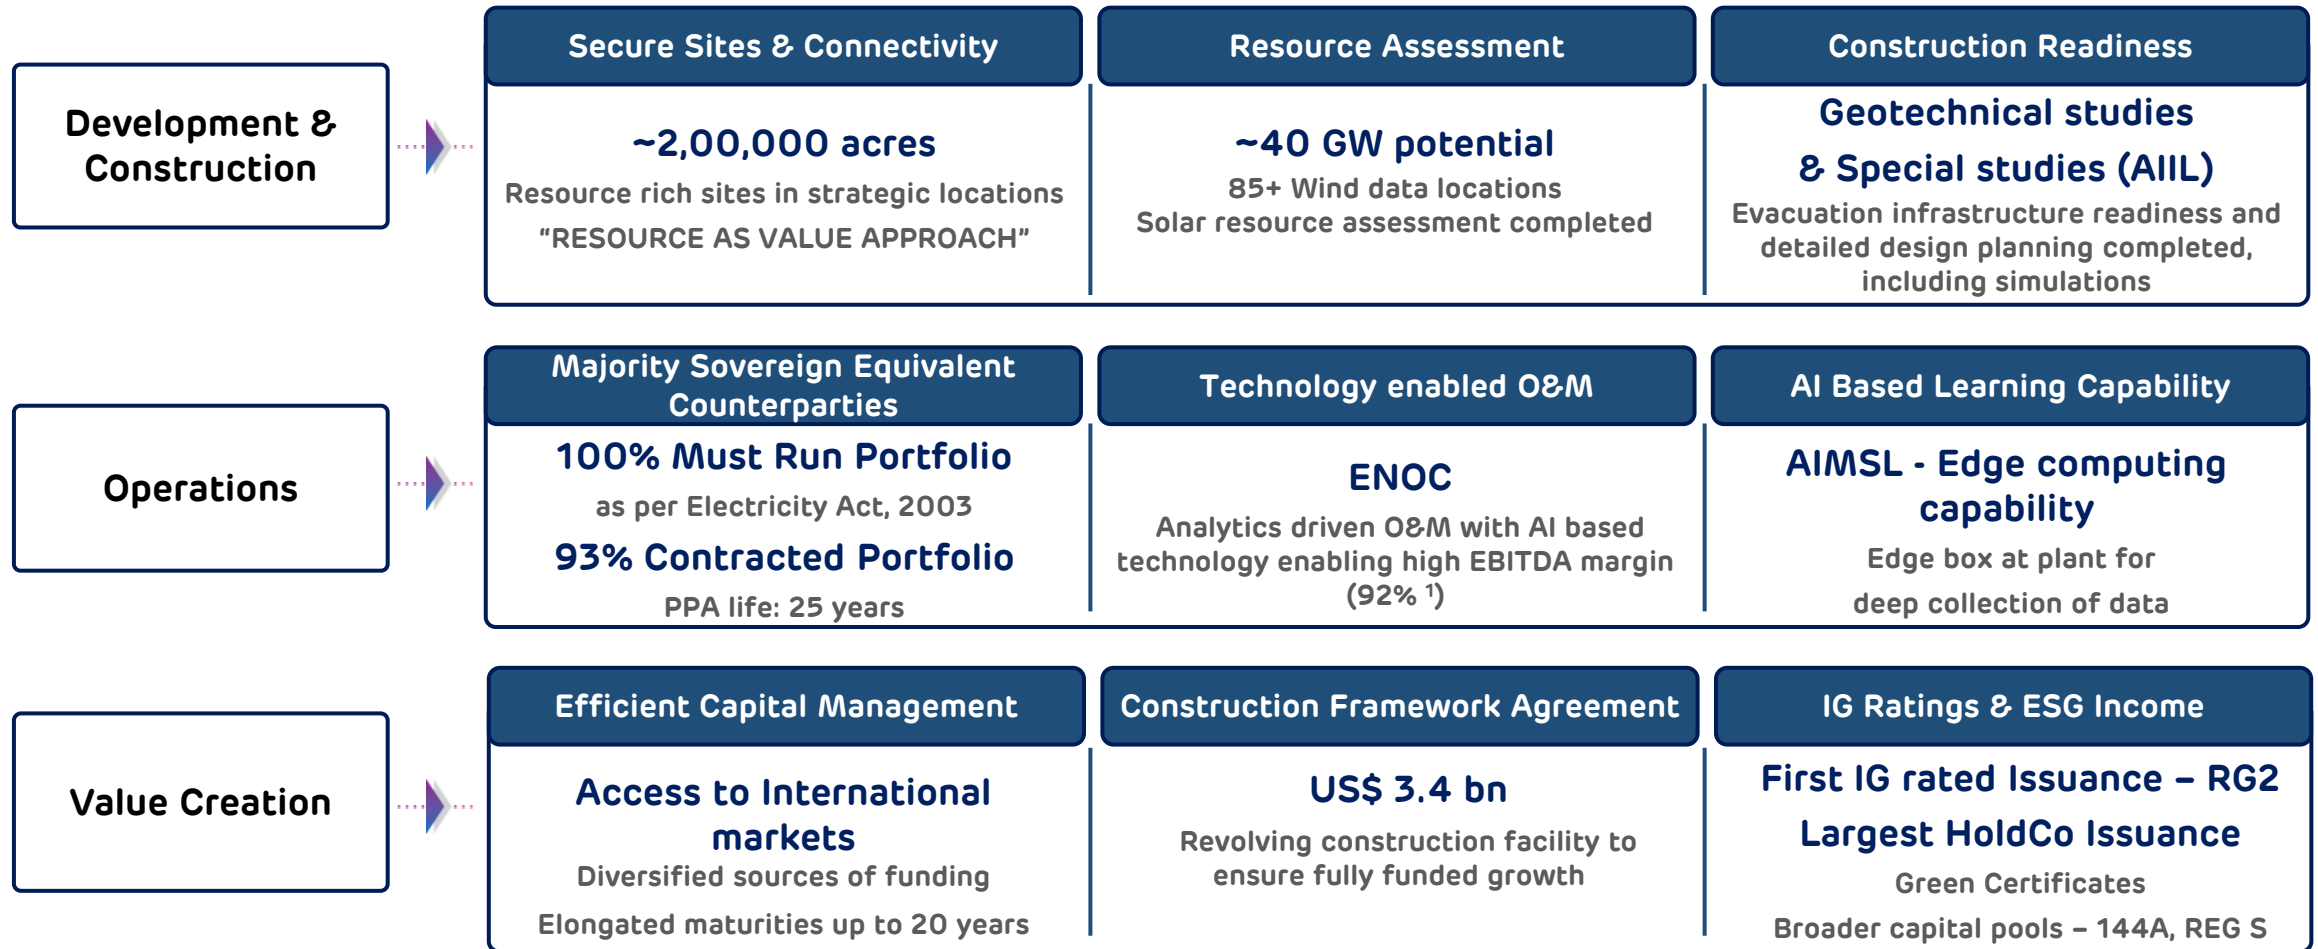 Development &
Construction
Secure Sites & Connectivity
~2,00,000 acres
Resource rich sites in strategic locations
"RESOURCE AS VALUE APPROACH"
Resource Assessment
~40 GW potential
85+ Wind data locations
Solar resource assessment completed
Construction Readiness
Geotechnical studies
& Special studies (AIIL)
Evacuation infrastructure readiness and
detailed design planning completed,
including simulations
Operations
Majority Sovereign Equivalent
Counterparties
100% Must Run Portfolio
as per Electricity Act, 2003
93% Contracted Portfolio
PPA life: 25 years
Technology enabled O&M
ENOC
Analytics driven O&M with AI based
technology enabling high EBITDA margin
(92% ¹)
AI Based Learning Capability
AIMSL - Edge computing
capability
Edge box at plant for
deep collection of data
Value Creation
Efficient Capital Management
Access to International
markets
Diversified sources of funding
Elongated maturities up to 20 years
Construction Framework Agreement
US$ 3.4 bn
Revolving construction facility to
ensure fully funded growth
IG Ratings & ESG Income
First IG rated Issuance – RG2
Largest HoldCo Issuance
Green Certificates
Broader capital pools – 144A, REG S